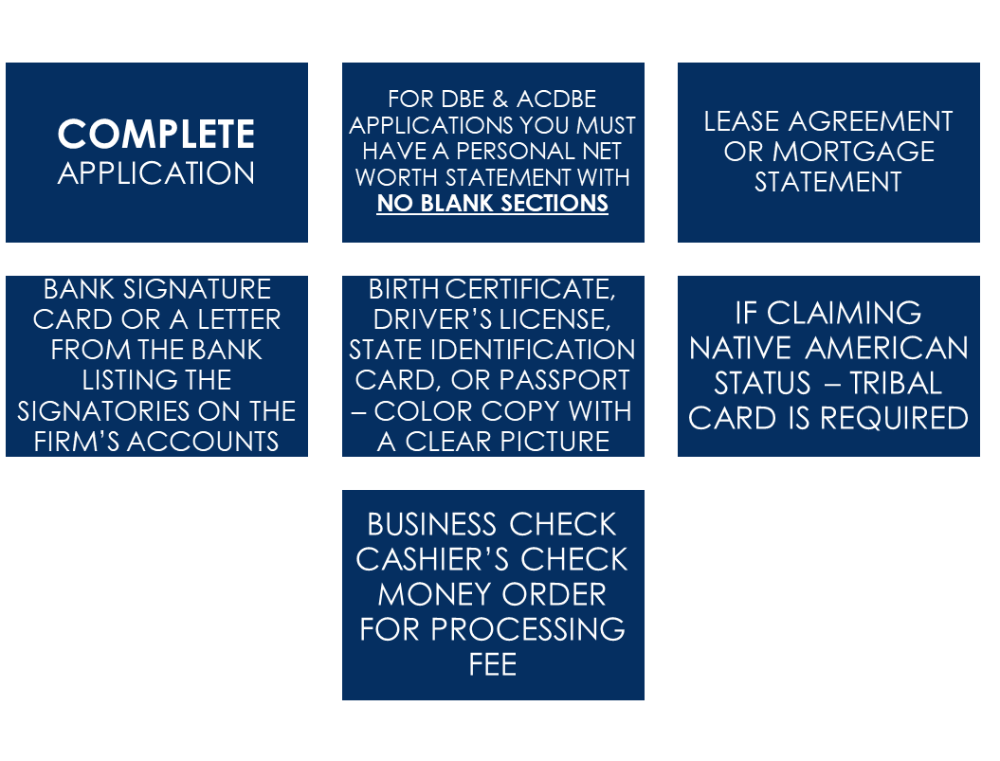 COMPLETE
APPLICATION
FOR DBE & ACDBE
APPLICATIONS YOU MUST
HAVE A PERSONAL NET
WORTH STATEMENT WITH
NO BLANK SECTIONS
LEASE AGREEMENT
OR MORTGAGE
STATEMENT
BANK SIGNATURE
CARD OR A LETTER
FROM THE BANK
LISTING THE
SIGNATORIES ON THE
FIRM’S ACCOUNTS
BIRTH CERTIFICATE,
DRIVER’S LICENSE,
STATE IDENTIFICATION
CARD, OR PASSPORT
– COLOR COPY WITH
A CLEAR PICTURE
IF CLAIMING
NATIVE AMERICAN
STATUS – TRIBAL
CARD IS REQUIRED
BUSINESS CHECK
CASHIER’S CHECK
MONEY ORDER
FOR PROCESSING
FEE